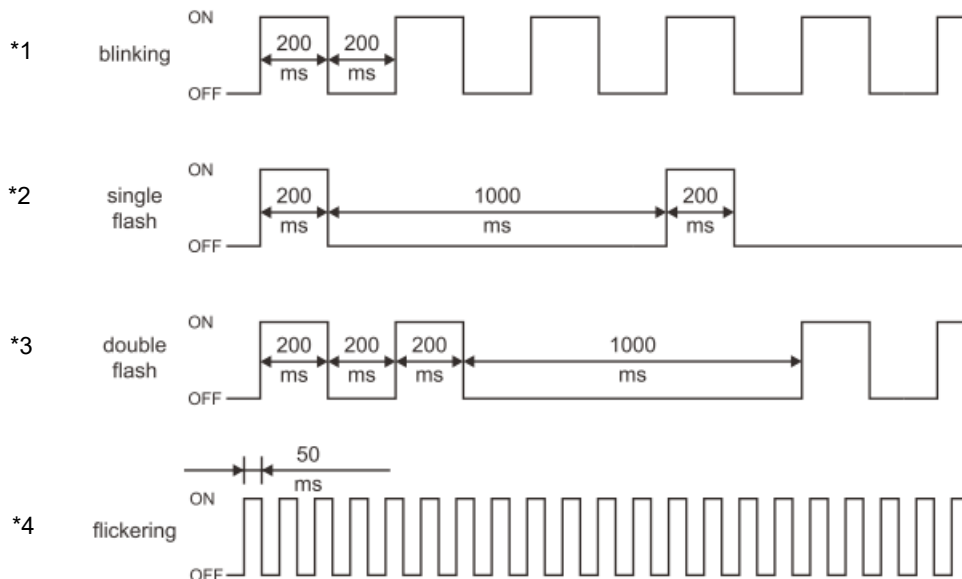 ON
*1 blinking 200 200
ms ms
OFF
ON
*2 single 200 1000 200
flash ms ms ms
OFF
ON
*3 double 200 200 200 1000
flash ms ms ms ms
OFF
50
ms
ON
*4 flickering
OFF